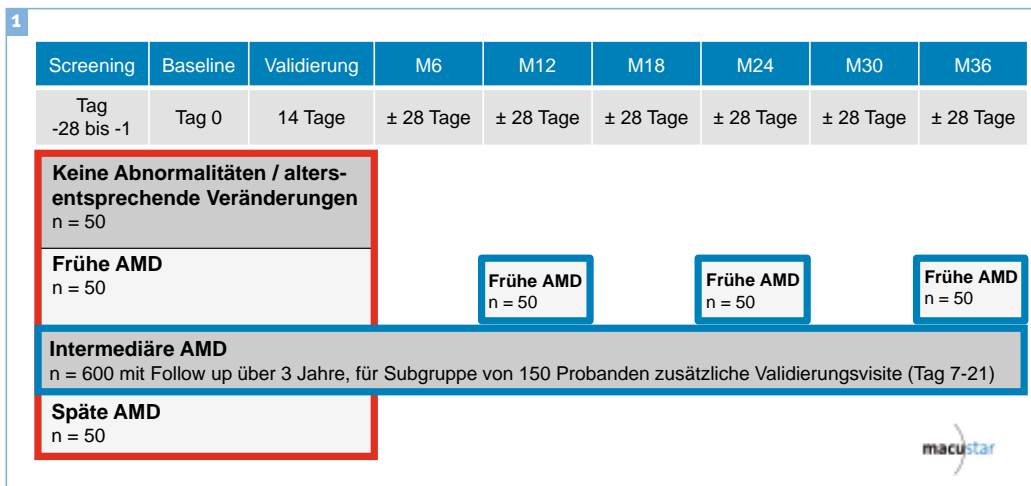 1
Screening Baseline Validierung M6 M12 M18 M24 M30 M36
Tag
-28 bis -1
Tag 0 14 Tage ± 28 Tage ± 28 Tage ± 28 Tage ± 28 Tage ± 28 Tage ± 28 Tage
Keine Abnormalitäten / alters-
entsprechende Veränderungen
n = 50
Frühe AMD
n = 50
Frühe AMD
n = 50
Frühe AMD
n = 50
Frühe AMD
n = 50
Intermediäre AMD
n = 600 mit Follow up über 3 Jahre, für Subgruppe von 150 Probanden zusätzliche Validierungsvisite (Tag 7-21)
Späte AMD
n = 50
macustar